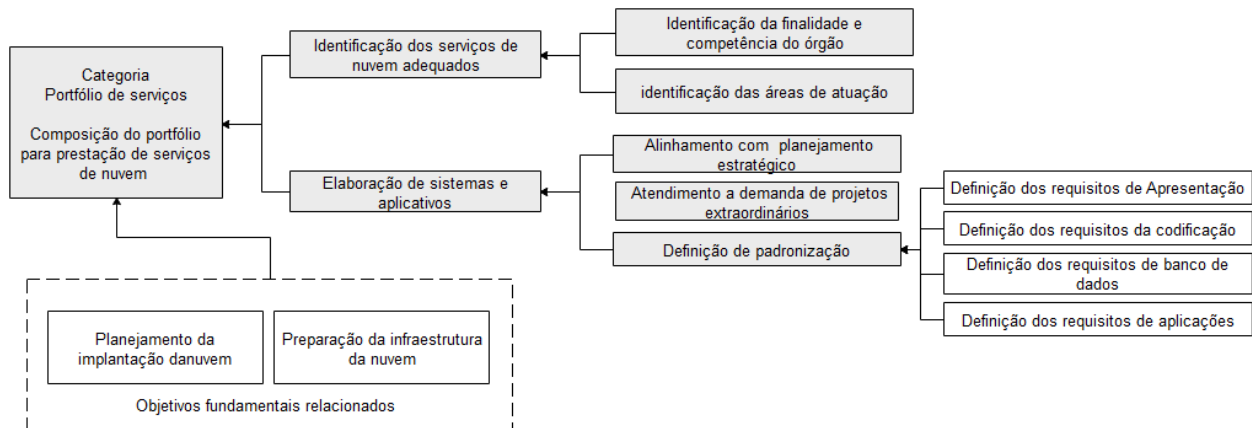 Categoria
Portfólio de serviços
Composição do portfólio
para prestação de serviços
de nuvem
Identificação dos serviços de
nuvem adequados
Identificação da finalidade e
competência do órgão
identificação das áreas de atuação
Elaboração de sistemas e
aplicativos
Alinhamento com planejamento
estratégico
Atendimento a demanda de projetos
extraordinários
Definição de padronização
Definição dos requisitos de Apresentação
Definição dos requisitos da codificação
Definição dos requisitos de banco de
dados
Definição dos requisitos de aplicações
Planejamento da
implantação danuvem
Preparação da infraestrutura
da nuvem
Objetivos fundamentais relacionados